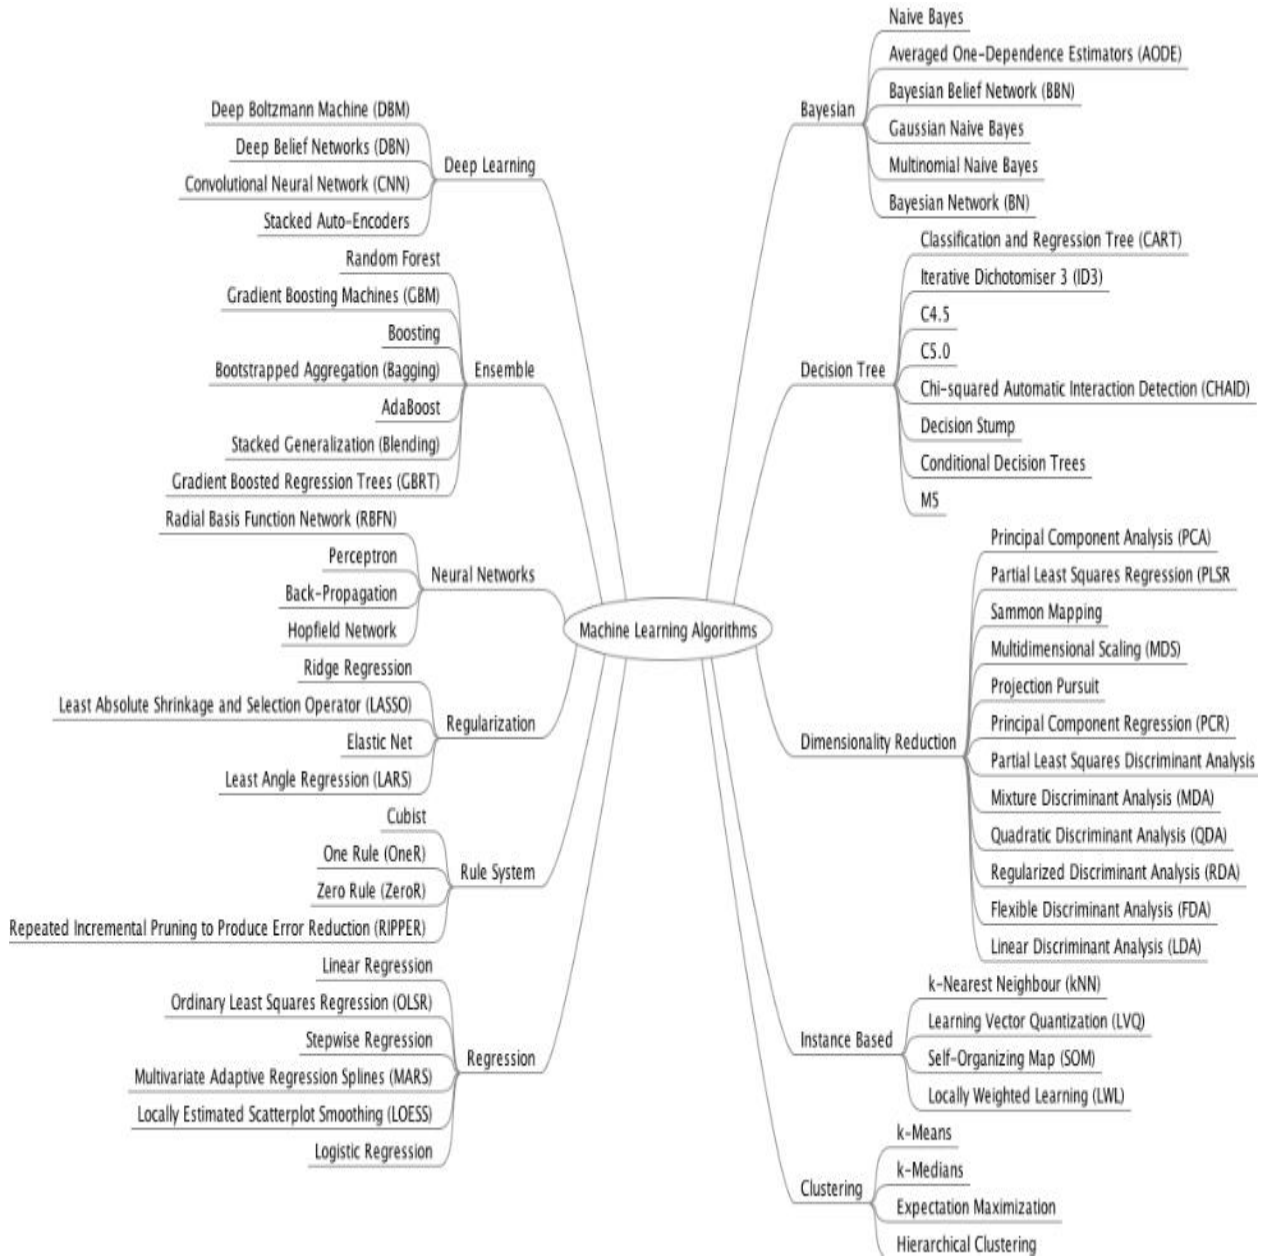 Deep Boltzmann Machine (DBM)
Deep Belief Networks (DBN)
Convolutional Neural Network (CNN)
Stacked Auto-Encoders
Deep Learning
Random Forest
Gradient Boosting Machines (GBM)
Boosting
Bootstrapped Aggregation (Bagging)
AdaBoost
Stacked Generalization (Blending)
Gradient Boosted Regression Trees (GBRT)
Ensemble
Radial Basis Function Network (RBFN)
Perceptron
Back-Propagation
Hopfield Network
Neural Networks
Ridge Regression
Least Absolute Shrinkage and Selection Operator (LASSO)
Elastic Net
Least Angle Regression (LARS)
Regularization
Cubist
One Rule (OneR)
Zero Rule (ZeroR)
Repeated Incremental Pruning to Produce Error Reduction (RIPPER)
Rule System
Linear Regression
Ordinary Least Squares Regression (OLSR)
Stepwise Regression
Multivariate Adaptive Regression Splines (MARS)
Locally Estimated Scatterplot Smoothing (LOESS)
Logistic Regression
Regression
Machine Learning Algorithms
Bayesian
Naive Bayes
Averaged One-Dependence Estimators (AODE)
Bayesian Belief Network (BBN)
Gaussian Naive Bayes
Multinomial Naive Bayes
Bayesian Network (BN)
Decision Tree
Classification and Regression Tree (CART)
Iterative Dichotomiser 3 (ID3)
C4.5
C5.0
Chi-squared Automatic Interaction Detection (CHAID)
Decision Stump
Conditional Decision Trees
M5
Dimensionality Reduction
Principal Component Analysis (PCA)
Partial Least Squares Regression (PLSR
Sammon Mapping
Multidimensional Scaling (MDS)
Projection Pursuit
Principal Component Regression (PCR)
Partial Least Squares Discriminant Analysis
Mixture Discriminant Analysis (MDA)
Quadratic Discriminant Analysis (QDA)
Regularized Discriminant Analysis (RDA)
Flexible Discriminant Analysis (FDA)
Linear Discriminant Analysis (LDA)
Instance Based
k-Nearest Neighbour (kNN)
Learning Vector Quantization (LVQ)
Self-Organizing Map (SOM)
Locally Weighted Learning (LWL)
Clustering
k-Means
k-Medians
Expectation Maximization
Hierarchical Clustering